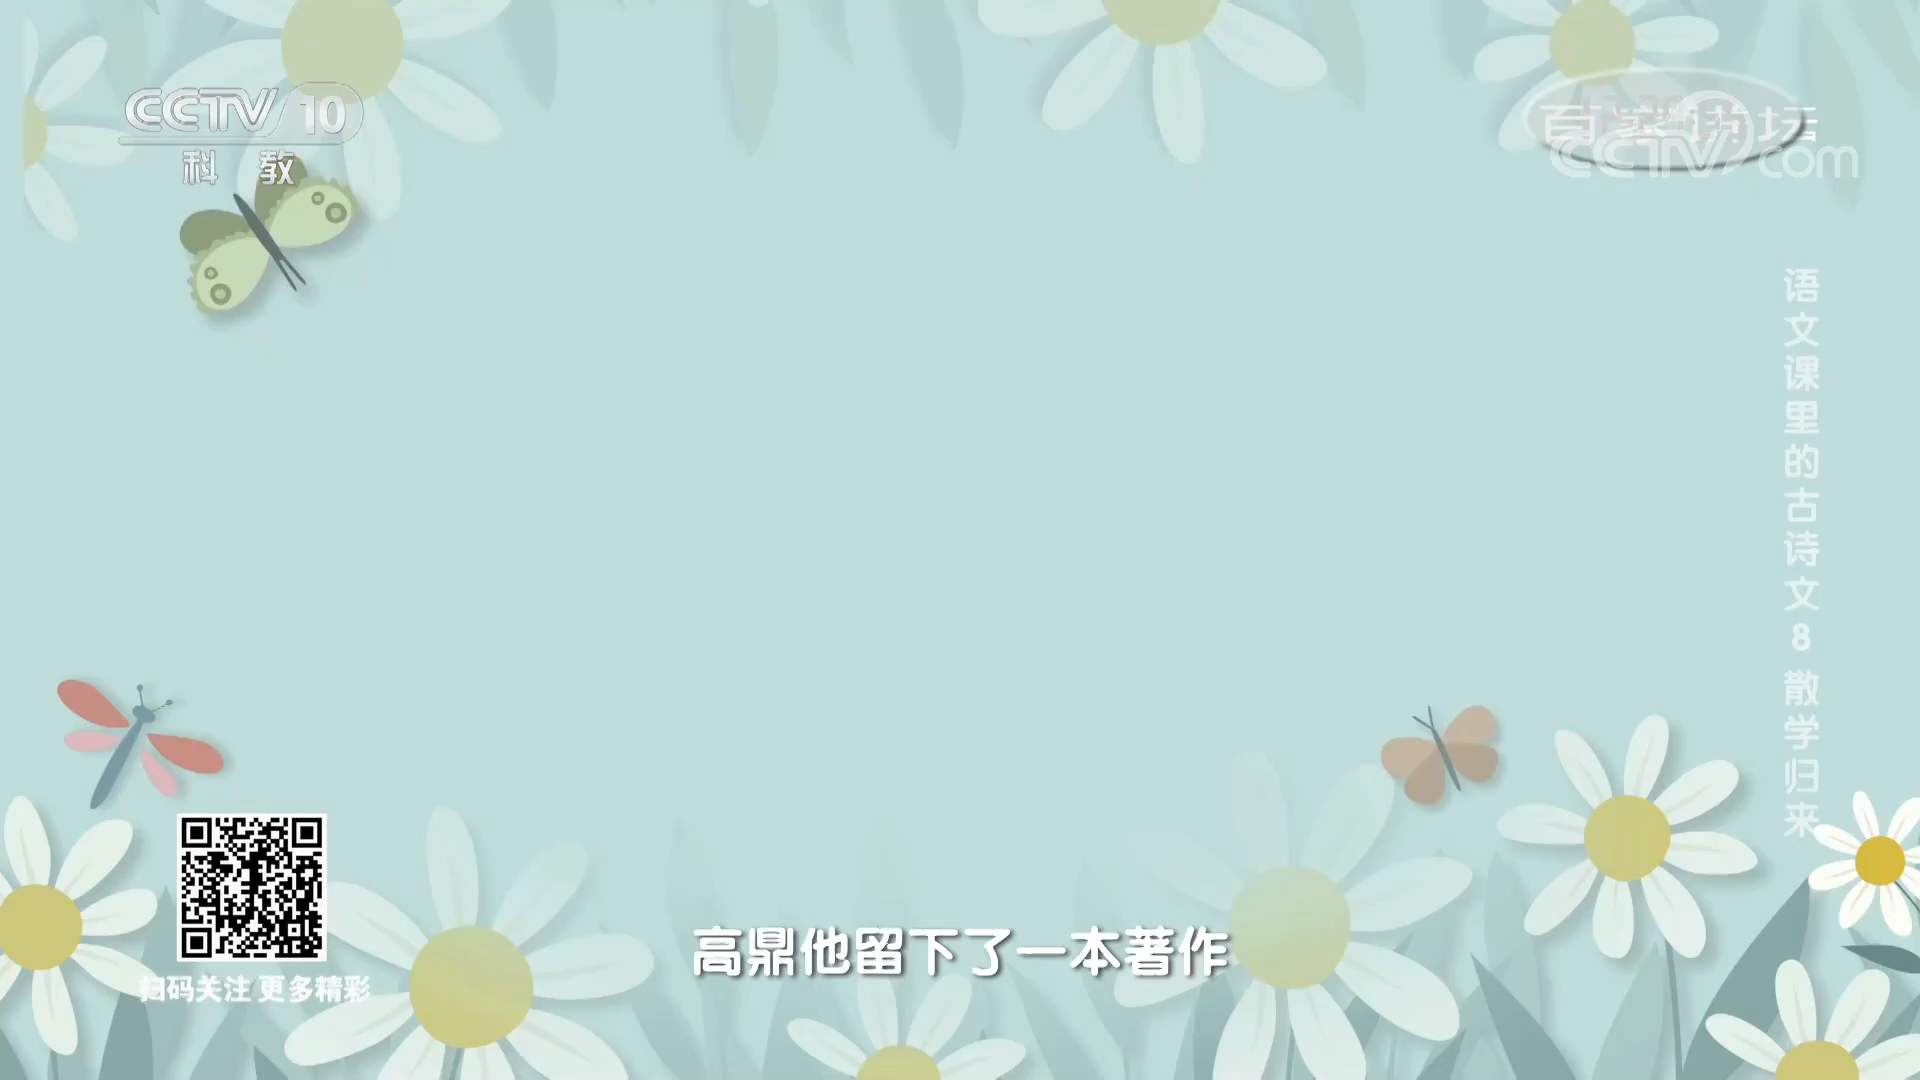 CCTV 10
科教
百家讲坛
CCTV.com
语文课里的古诗文8 散学归来
高鼎他留下了一本著作
扫码关注 更多精彩